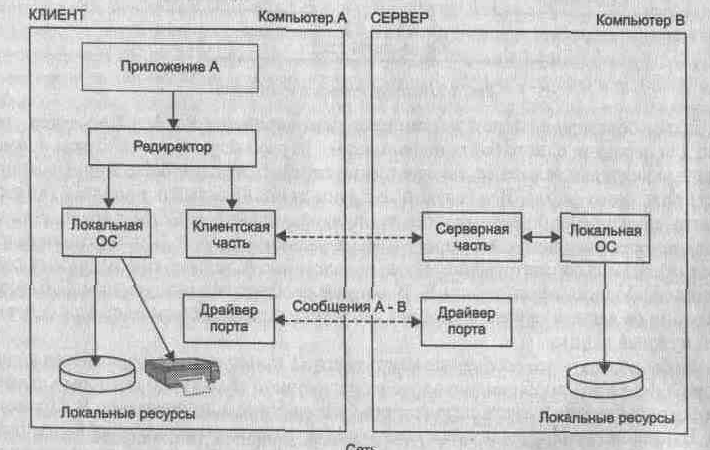 КЛИЕНТ
Компьютер А
СЕРВЕР
Компьютер В
Приложение А
Редиректор
Локальная
ОС
Клиентская
часть
Серверная
часть
Локальная
ОС
Драйвер
порта
Сообщения А - В
Драйвер
порта
Локальные ресурсы
Локальные ресурсы